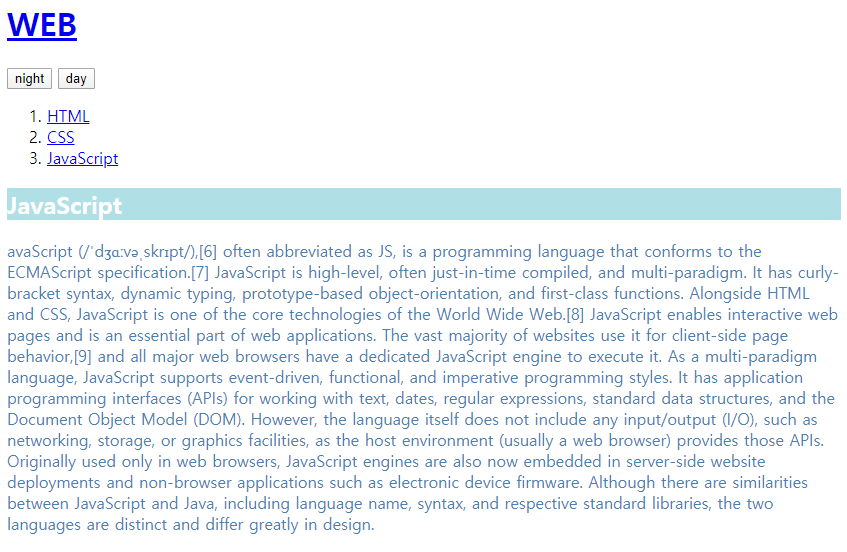 WEB
night day
1. HTML
2. CSS
3. JavaScript
JavaScript
avaScript (/ˈdʒɑːvəˌskrɪpt/),[6] often abbreviated as JS, is a programming language that conforms to the
ECMAScript specification.[7] JavaScript is high-level, often just-in-time compiled, and multi-paradigm. It has curly-
bracket syntax, dynamic typing, prototype-based object-orientation, and first-class functions. Alongside HTML
and CSS, JavaScript is one of the core technologies of the World Wide Web.[8] JavaScript enables interactive web
pages and is an essential part of web applications. The vast majority of websites use it for client-side page
behavior,[9] and all major web browsers have a dedicated JavaScript engine to execute it. As a multi-paradigm
language, JavaScript supports event-driven, functional, and imperative programming styles. It has application
programming interfaces (APIs) for working with text, dates, regular expressions, standard data structures, and the
Document Object Model (DOM). However, the language itself does not include any input/output (I/O), such as
networking, storage, or graphics facilities, as the host environment (usually a web browser) provides those APIs.
Originally used only in web browsers, JavaScript engines are also now embedded in server-side website
deployments and non-browser applications such as electronic device firmware. Although there are similarities
between JavaScript and Java, including language name, syntax, and respective standard libraries, the two
languages are distinct and differ greatly in design.